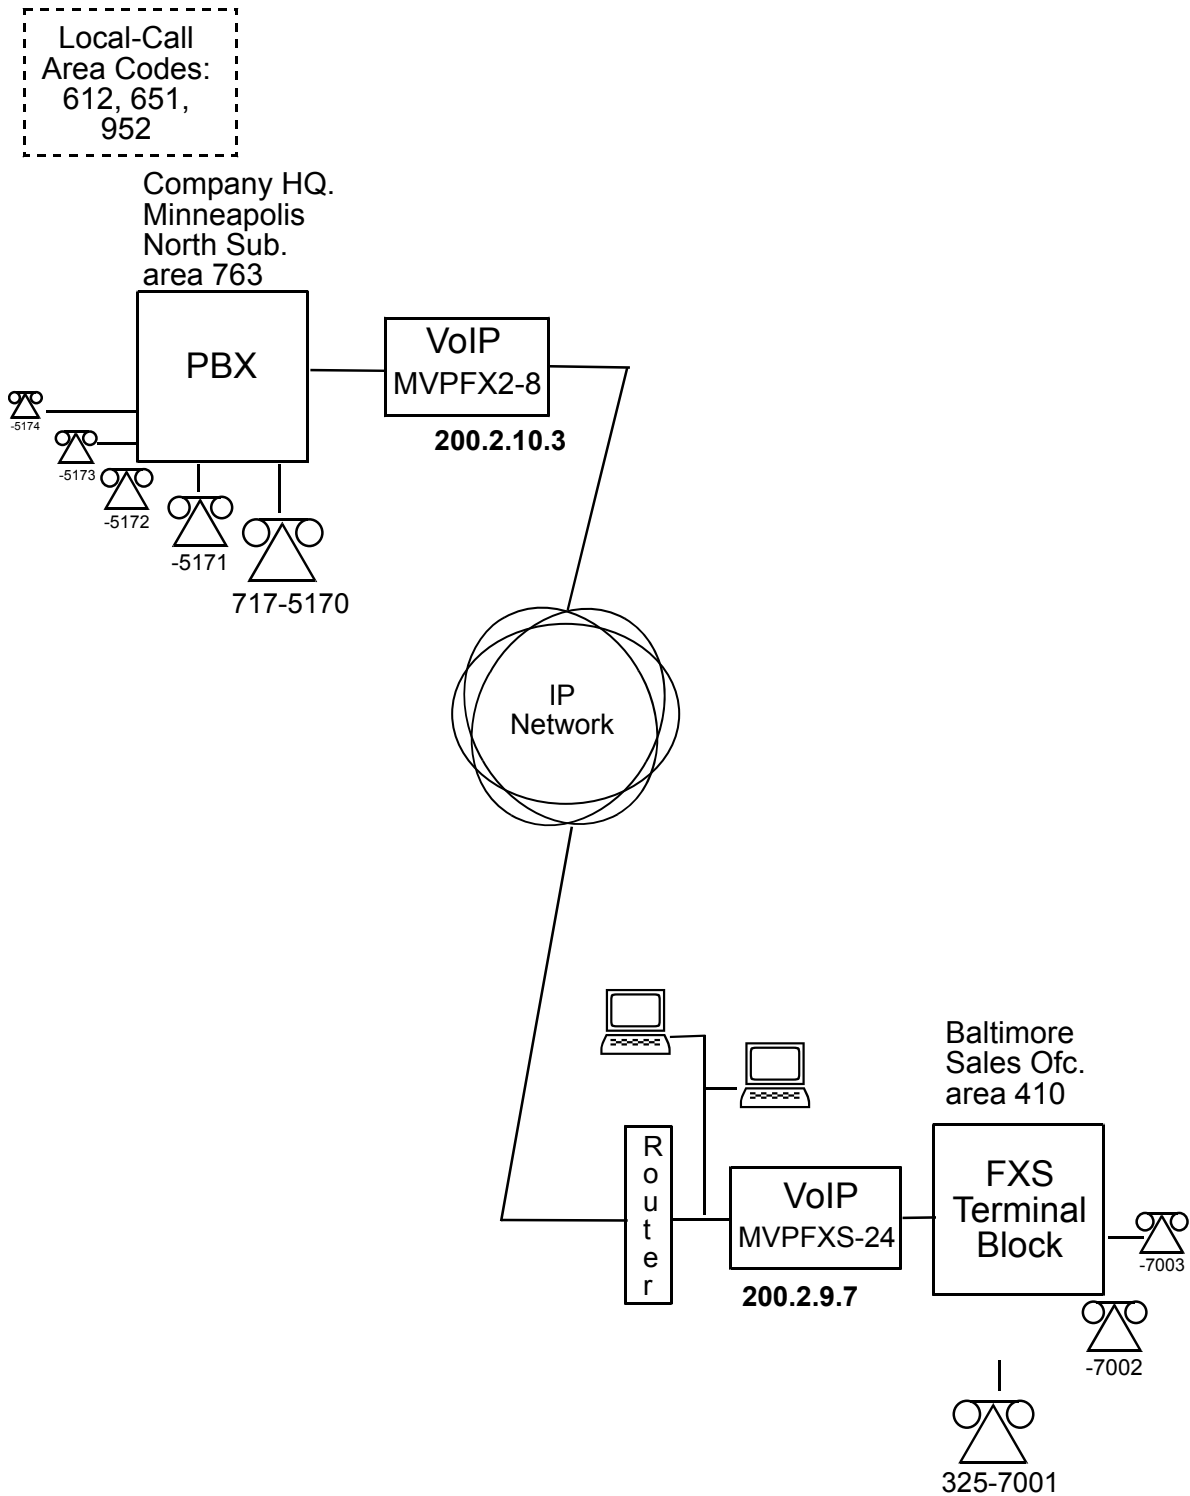 Local-Call
Area Codes:
612, 651,
952
Company HQ.
Minneapolis
North Sub.
area 763
PBX
VoIP
MVPFX2-8
200.2.10.3
-5174
-5173
-5172
-5171
717-5170
IP
Network
Baltimore
Sales Ofc.
area 410
Router
VoIP
MVPFXS-24
200.2.9.7
FXS
Terminal
Block
-7003
-7002
325-7001